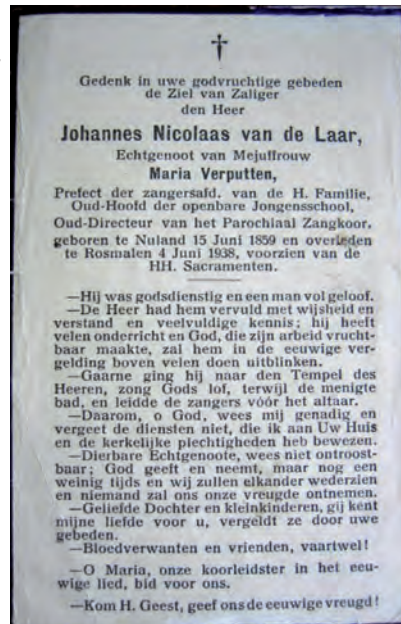 †
Gedenk in uwe godvruchtige gebeden
de Ziel van Zaliger
den Heer
Johannes Nicolaas van de Laar,
Echtgenoot van Mejuffrouw
Maria Verputten,
Prefect der zangersafd. van de H. Familie,
Oud-Hoofd der openbare Jongensschool,
Oud-Directeur van het Parochiaal Zangkoor,
geboren te Nuland 15 Juni 1859 en overleden
te Rosmalen 4 Juni 1938, voorzien van de
HH. Sacramenten.
—Hij was godsdienstig en een man vol geloof.
—De Heer had hem vervuld met wijsheid en
verstand en veelvuldige kennis; hij heeft
velen onderricht en God, die zijn arbeid vrucht-
baar maakte, zal hem in de eeuwige ver-
gelding boven velen doen uitblinken.
—Gaarne ging hij naar den Tempel des
Heeren, zong Gods lof, terwijl de menigte
bad, en leidde de zangers vóór het altaar.
—Daarom, o God, wees mij genadig en
vergeet de diensten niet, die ik aan Uw Huis
en de kerkelijke plechtigheden heb bewezen.
—Dierbare Echtgenoote, wees niet ontroost-
baar; God geeft en neemt, maar nog een
weinig tijds en wij zullen elkander wederzien
en niemand zal ons onze vreugde ontnemen.
—Geliefde Dochter en kleinkinderen, gij kent
mijne liefde voor u, vergeldt ze door uwe
gebeden.
—Bloedverwanten en vrienden, vaartwel!
—O Maria, onze koorleidster in het eeu-
wige lied, bid voor ons.
—Kom H. Geest, geef ons de eeuwige vreugd!